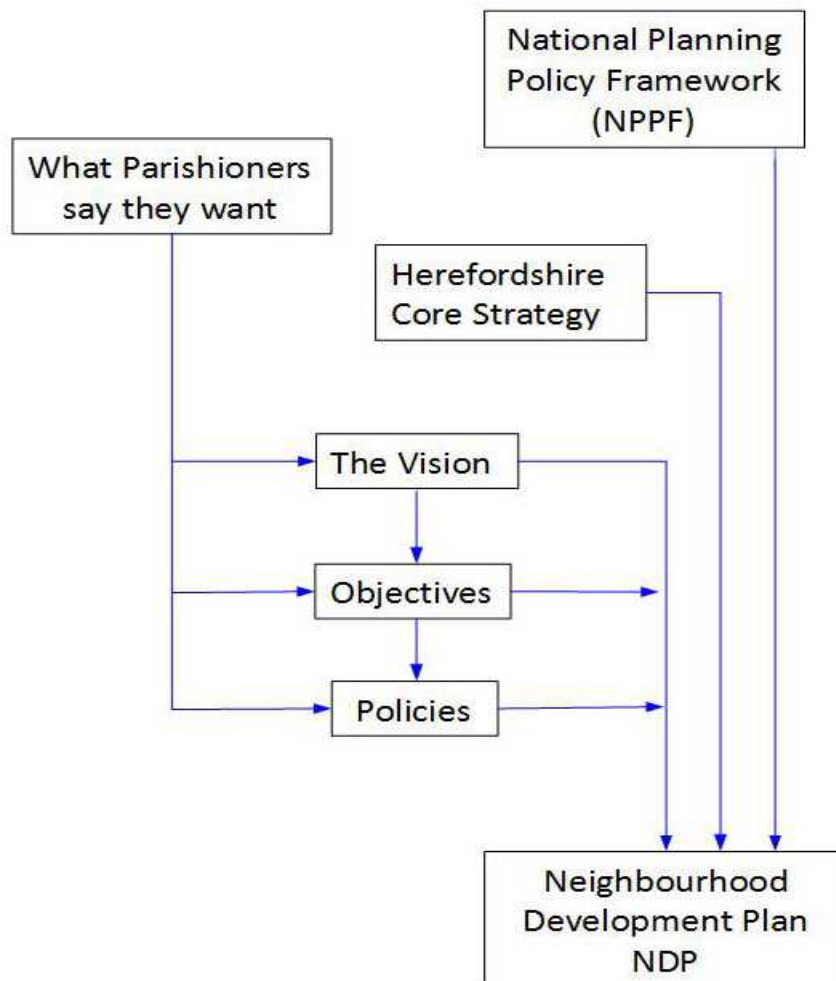 National Planning
Policy Framework
(NPPF)
What Parishioners
say they want
Herefordshire
Core Strategy
The Vision
Objectives
Policies
Neighbourhood
Development Plan
NDP